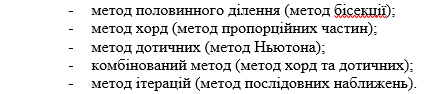 - метод половинного ділення (метод бісекції);
- метод хорд (метод пропорційних частин);
- метод дотичних (метод Ньютона);
- комбінований метод (метод хорд та дотичних);
- метод ітерацій (метод послідовних наближень).